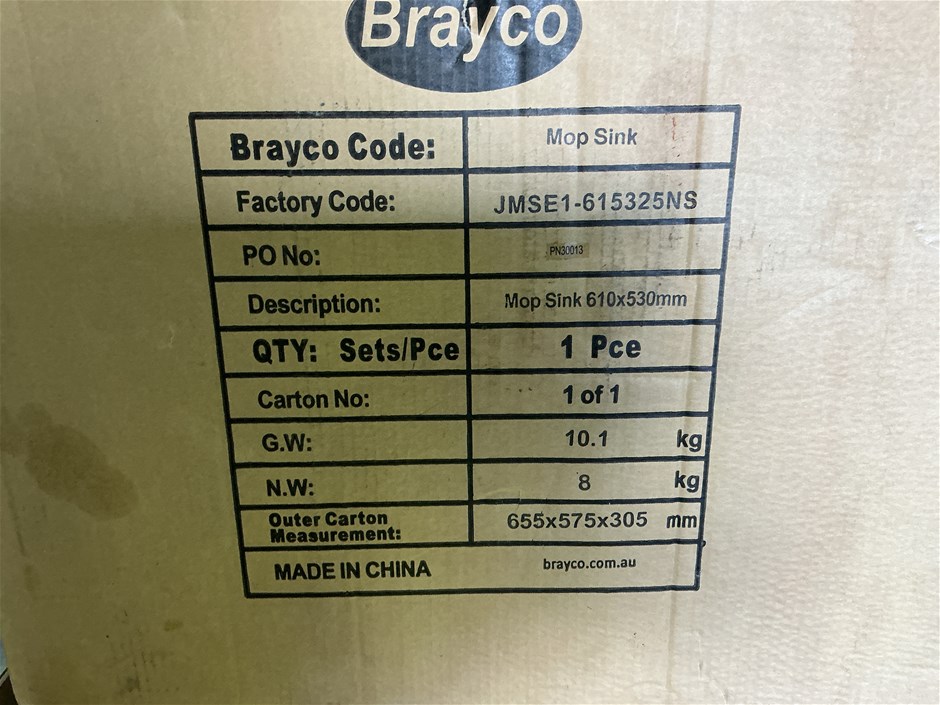 Brayco
Brayco Code: Mop Sink
Factory Code: JMSE1-615325NS
PO No: PN30013
Description: Mop Sink 610x530mm
QTY: Sets/Pce 1 Pce
Carton No: 1 of 1
G.W: 10.1 kg
N.W: 8 kg
Outer Carton
Measurement: 655x575x305 mm
MADE IN CHINA brayco.com.au